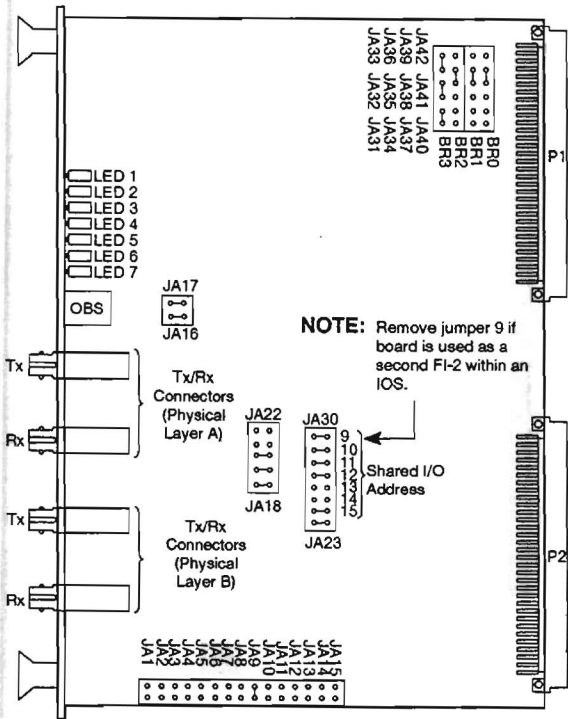 JA42
JA39
JA36
JA33
JA41
JA38
JA35
JA32
JA40
JA37
JA34
JA31
BR0
BR1
BR2
BR3
P1
LED 1
LED 2
LED 3
LED 4
LED 5
LED 6
LED 7
OBS
JA17
JA16
NOTE: Remove jumper 9 if
board is used as a
second FI-2 within an
IOS.
Tx
Rx
Tx/Rx
Connectors
(Physical
Layer A)
JA22
JA18
JA30
9
10
11
12
13
14
15
JA23
Shared I/O
Address
Tx
Rx
Tx/Rx
Connectors
(Physical
Layer B)
P2
JA1
JA2
JA3
JA4
JA5
JA6
JA7
JA8
JA9
JA10
JA11
JA12
JA13
JA14
JA15